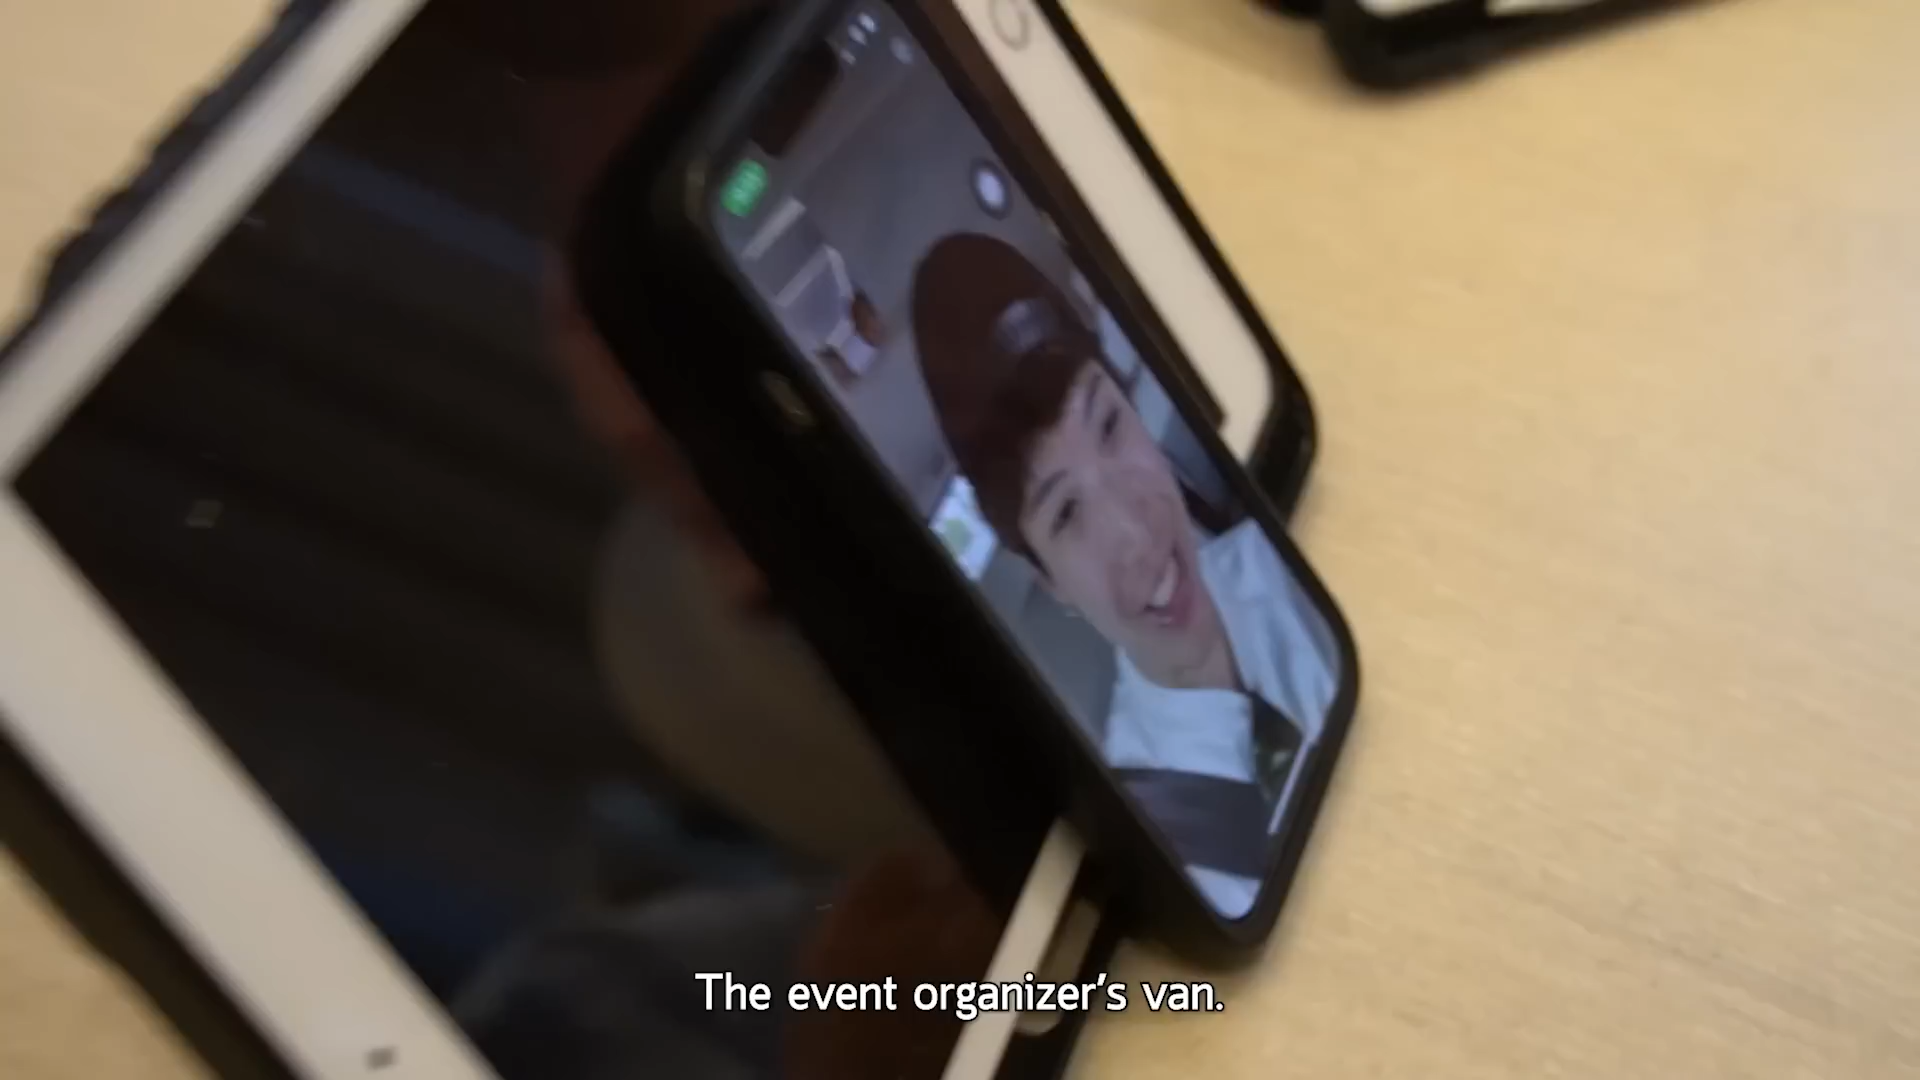 The event organizer’s van.